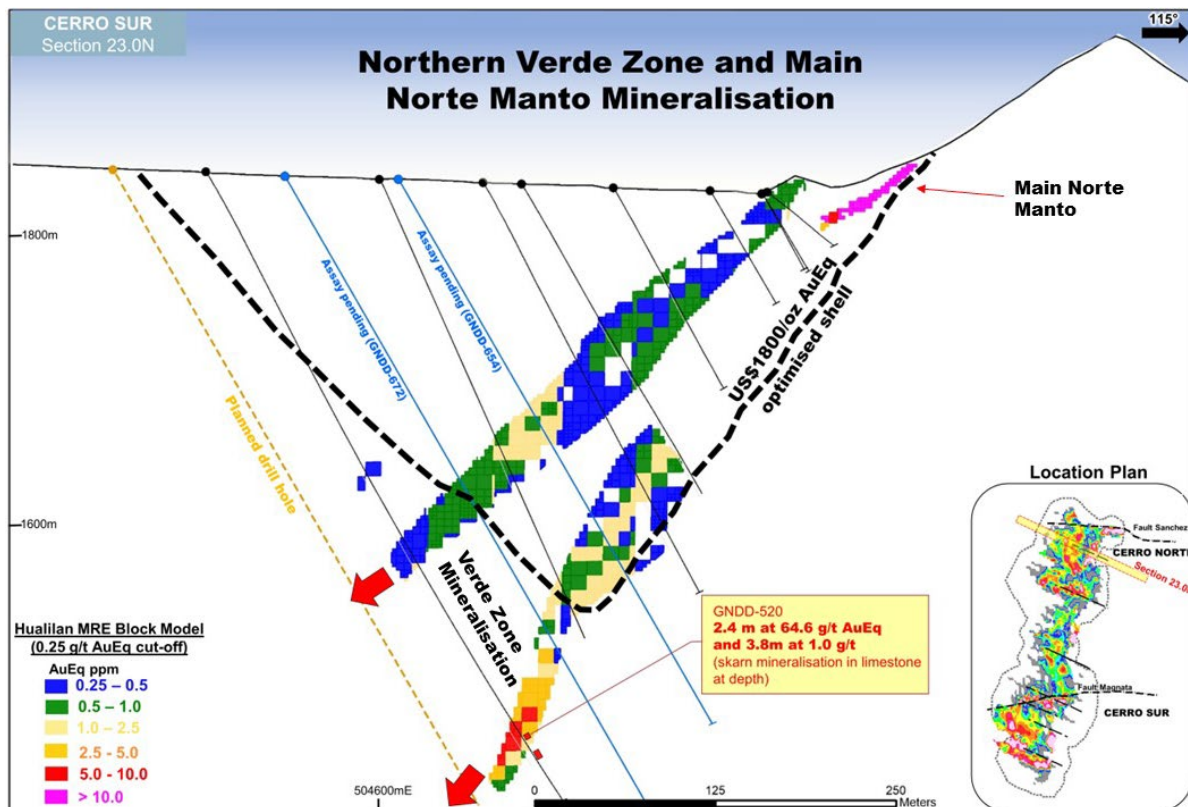 CERRO SUR
Section 23.0N
Northern Verde Zone and Main
Norte Manto Mineralisation
115°
Main Norte
Manto
1800m
1600m
Assay pending (GNDD-672)
Assay pending (GNDD-654)
Planned drill hole
US$1800/oz AuEq
optimised shell
Verde Zone
Mineralisation
GNDD-520
2.4 m at 64.6 g/t AuEq
and 3.8m at 1.0 g/t
(skarn mineralisation in limestone
at depth)
Hualilan MRE Block Model
(0.25 g/t AuEq cut-off)
AuEq ppm
0.25 – 0.5
0.5 – 1.0
1.0 – 2.5
2.5 - 5.0
5.0 - 10.0
> 10.0
504600mE
0
125
250
Meters
Location Plan
Fault Sanchez
CERRO NORTE
Section 23.0N
Fault Magnata
CERRO SUR